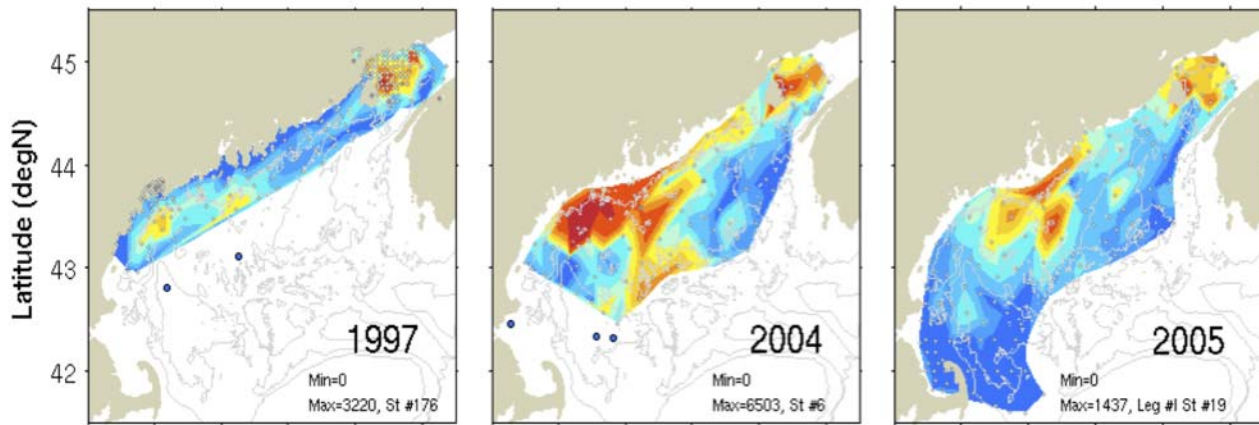 Latitude (degN)
45
44
43
42
1997
Min=0
Max=3220, St #176
2004
Min=0
Max=6503, St #6
2005
Min=0
Max=1437, Leg #I St #19